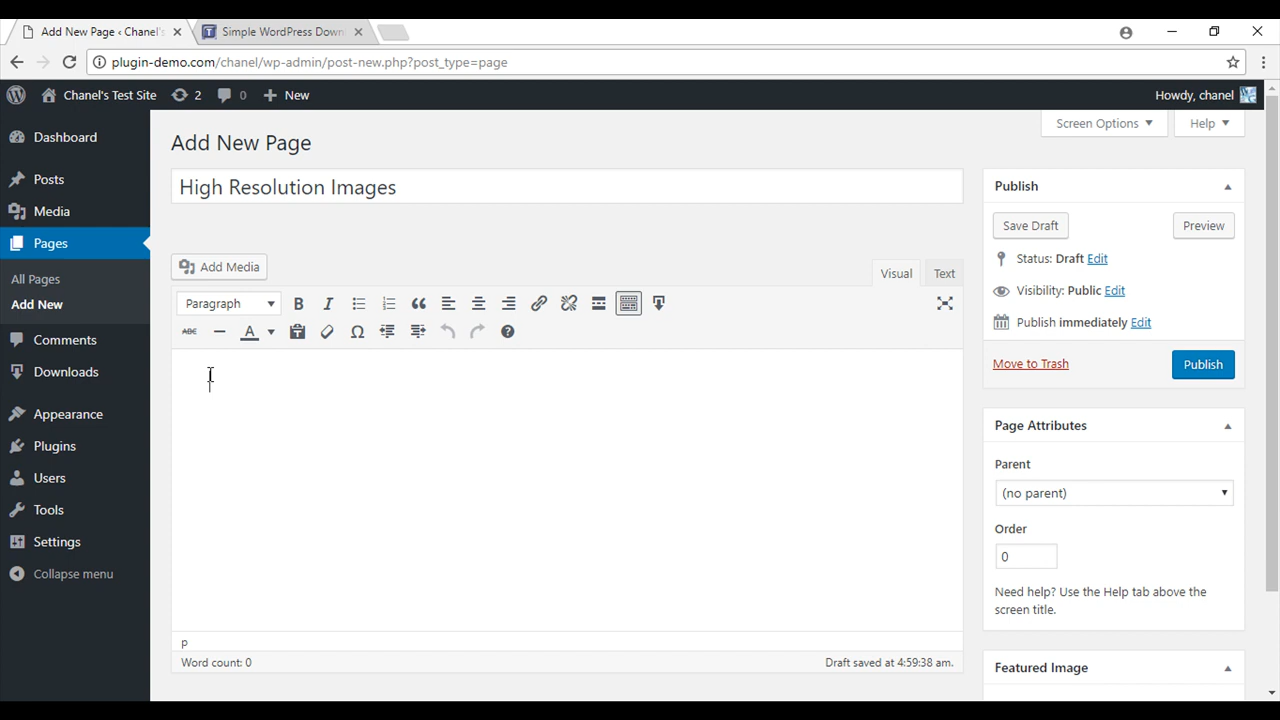 Add New Page ‹ Chanel's
Simple WordPress Down
plugin-demo.com/chanel/wp-admin/post-new.php?post_type=page
Chanel's Test Site
2
0
New
Howdy, chanel
Dashboard
Posts
Media
Pages
All Pages
Add New
Comments
Downloads
Appearance
Plugins
Users
Tools
Settings
Collapse menu
Screen Options
Help
Add New Page
High Resolution Images
Add Media
Visual
Text
Paragraph
B
I
ABC
A
p
Word count: 0
Draft saved at 4:59:38 am.
Publish
Save Draft
Preview
Status: Draft Edit
Visibility: Public Edit
Publish immediately Edit
Move to Trash
Publish
Page Attributes
Parent
(no parent)
Order
0
Need help? Use the Help tab above the
screen title.
Featured Image